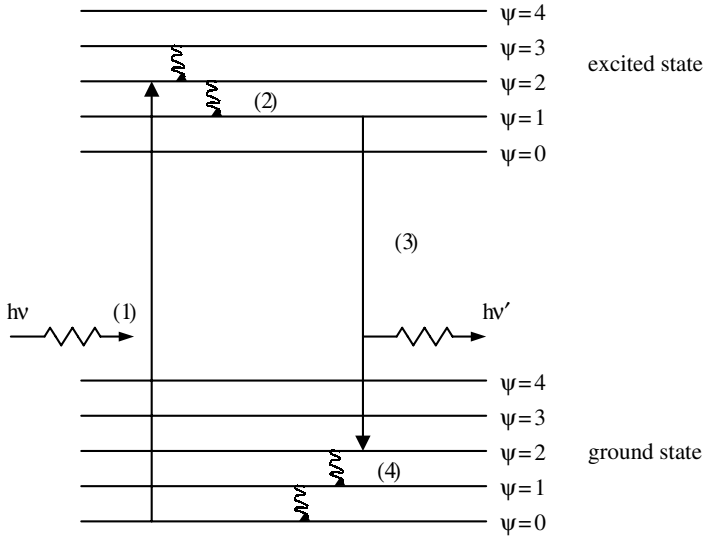 ψ=4
ψ=3
excited state
ψ=2
(2)
ψ=1
ψ=0
(3)
hν
(1)
hν′
ψ=4
ψ=3
ψ=2
ground state
(4)
ψ=1
ψ=0